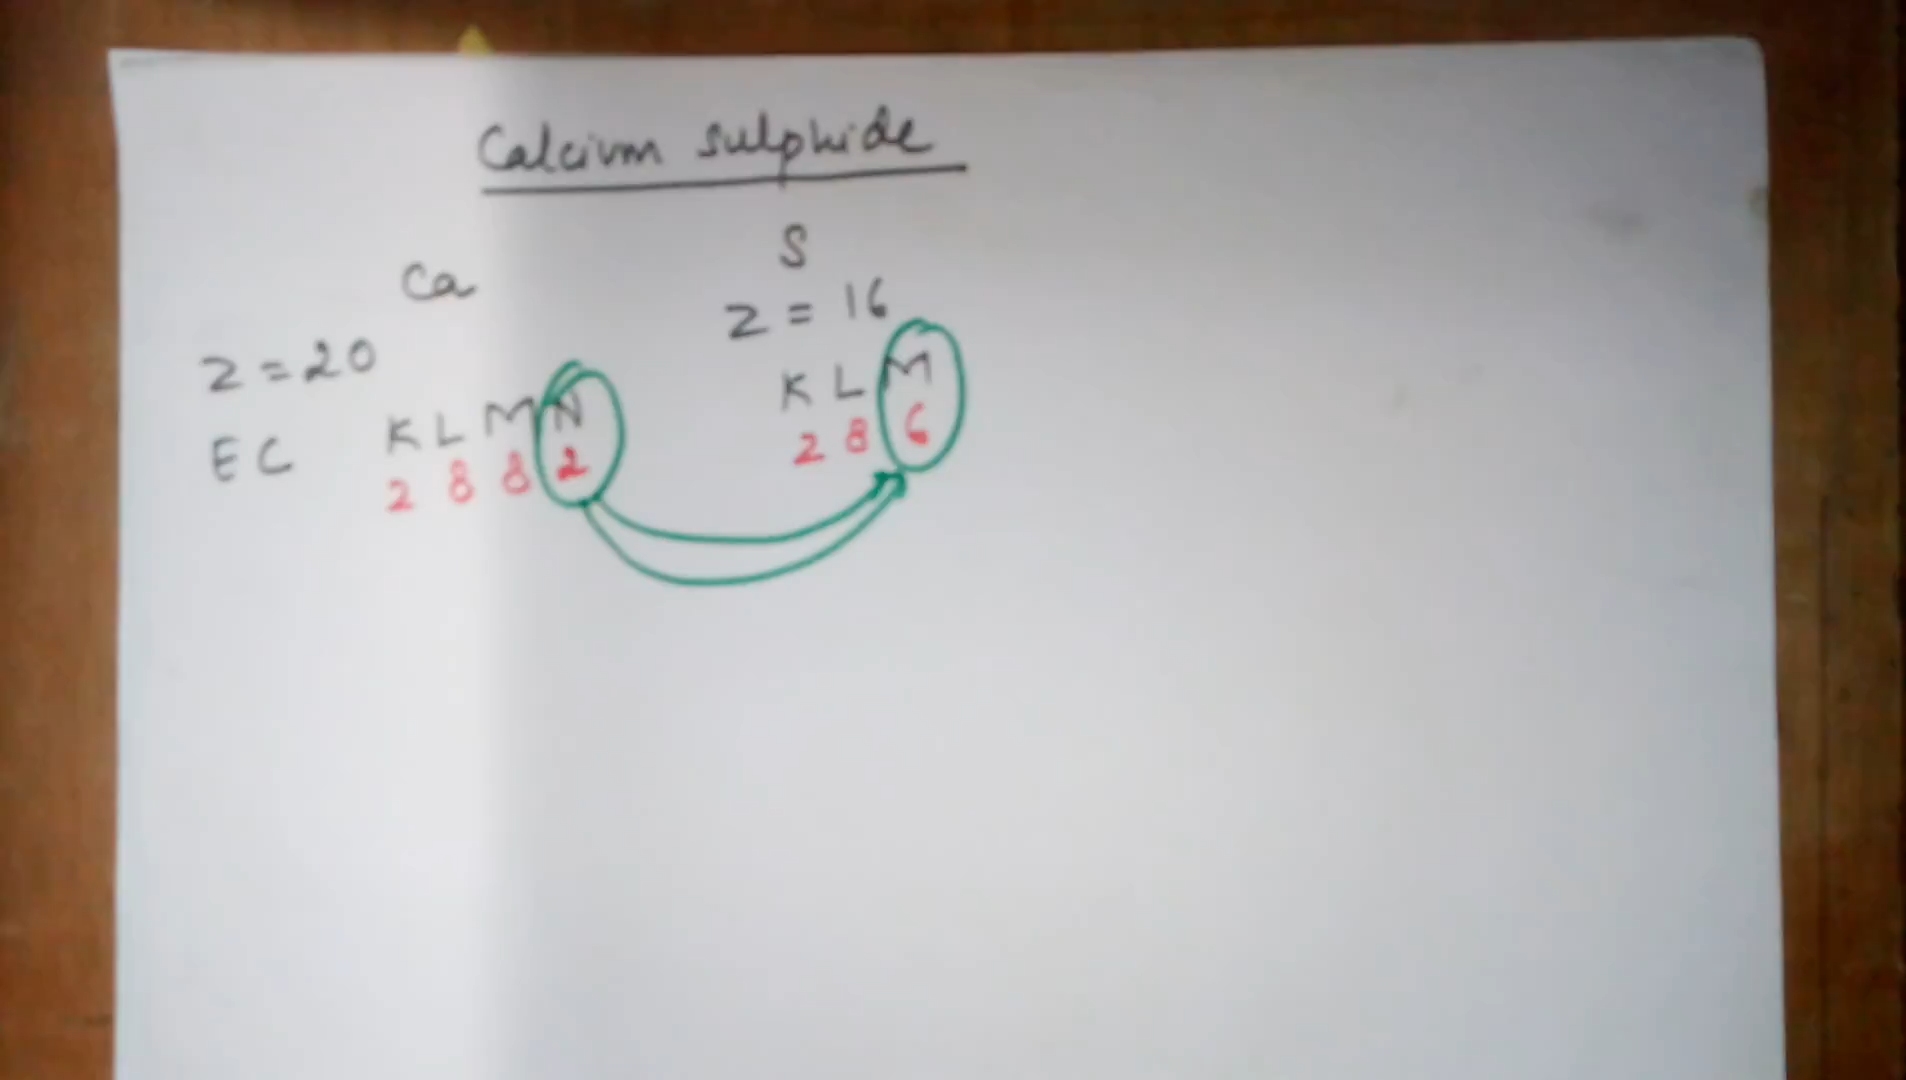 Calcium sulphide
Ca
Z = 20
EC K L M N
2 8 8 2
S
Z = 16
K L M
2 8 6